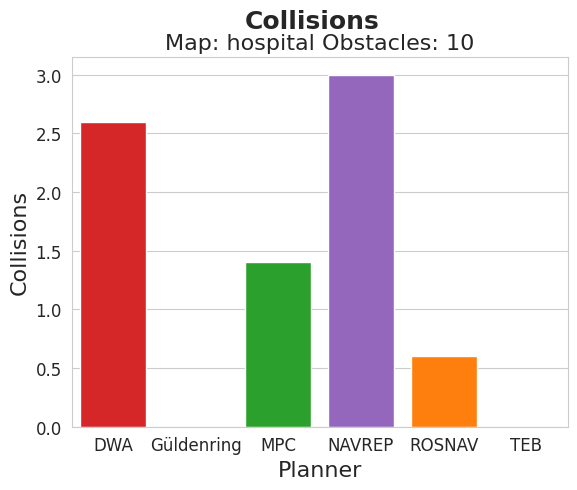 Collisions
Map: hospital Obstacles: 10
Collisions
3.0
2.5
2.0
1.5
1.0
0.5
0.0
DWA Güldenring MPC NAVREP ROSNAV TEB
Planner